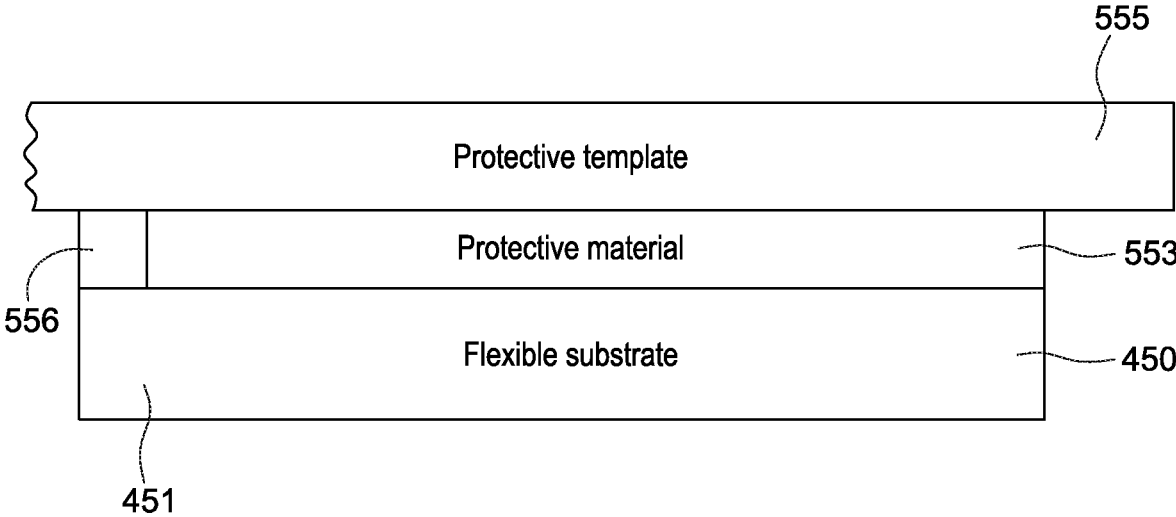 555
Protective template
Protective material
553
556
Flexible substrate
450
451